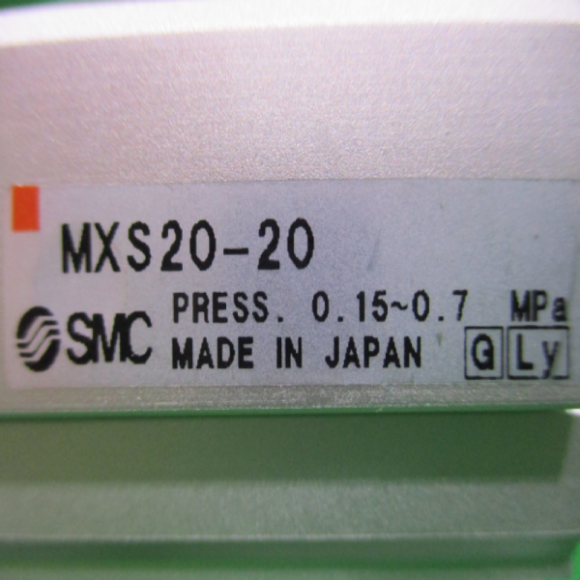 MXS20-20
PRESS. 0.15~0.7 MPa
SMC MADE IN JAPAN Q Ly